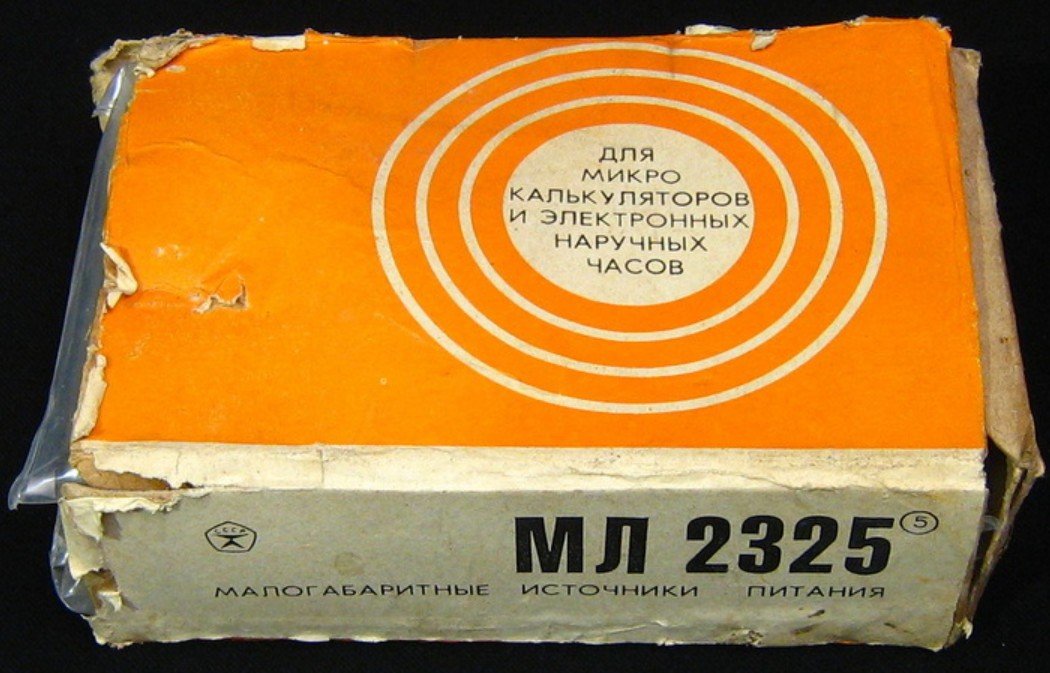 ДЛЯ
МИКРО
КАЛЬКУЛЯТОРОВ
И ЭЛЕКТРОННЫХ
НАРУЧНЫХ
ЧАСОВ
СССР
МЛ 2325 5
МАЛОГАБАРИТНЫЕ ИСТОЧНИКИ ПИТАНИЯ